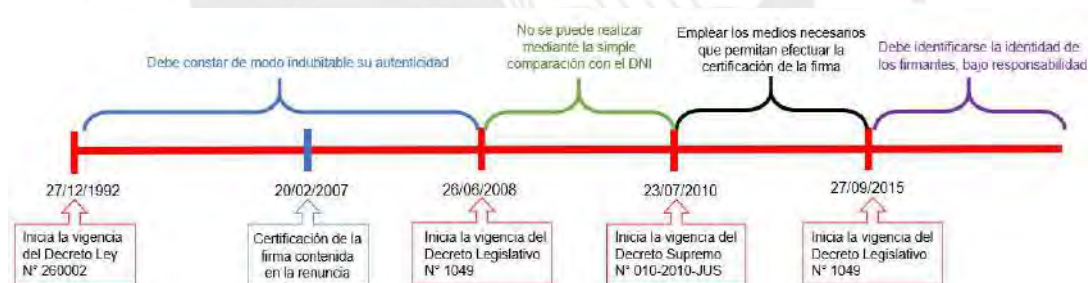 No se puede realizar
mediante la simple
comparación con el DNI
Emplear los medios necesarios
que permitan efectuar la
certificación de la firma
Debe identificarse la identidad de
los firmantes, bajo responsabilidad
Debe constar de modo indubitable su autenticidad
27/12/1992
20/02/2007
26/06/2008
23/07/2010
27/09/2015
Inicia la vigencia
del Decreto Ley
N° 260002
Certificación de la
firma contenida
en la renuncia
Inicia la vigencia del
Decreto Legislativo
N° 1049
Inicia la vigencia del
Decreto Supremo
N° 010-2010-JUS
Inicia la vigencia del
Decreto Legislativo
N° 1049